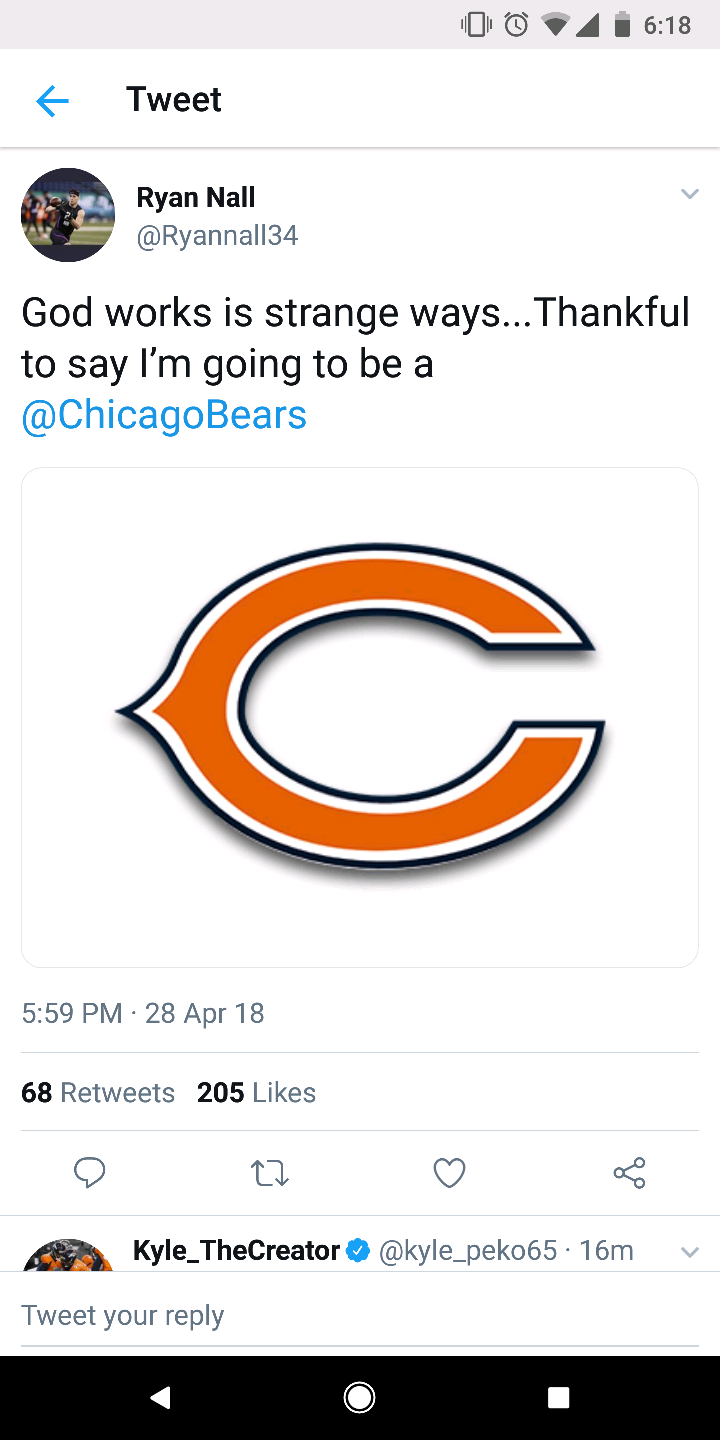 6:18
Tweet
Ryan Nall
@Ryannall34
God works is strange ways...Thankful
to say I’m going to be a
@ChicagoBears
5:59 PM · 28 Apr 18
68 Retweets 205 Likes
Kyle_TheCreator @kyle_peko65 · 16m
Tweet your reply